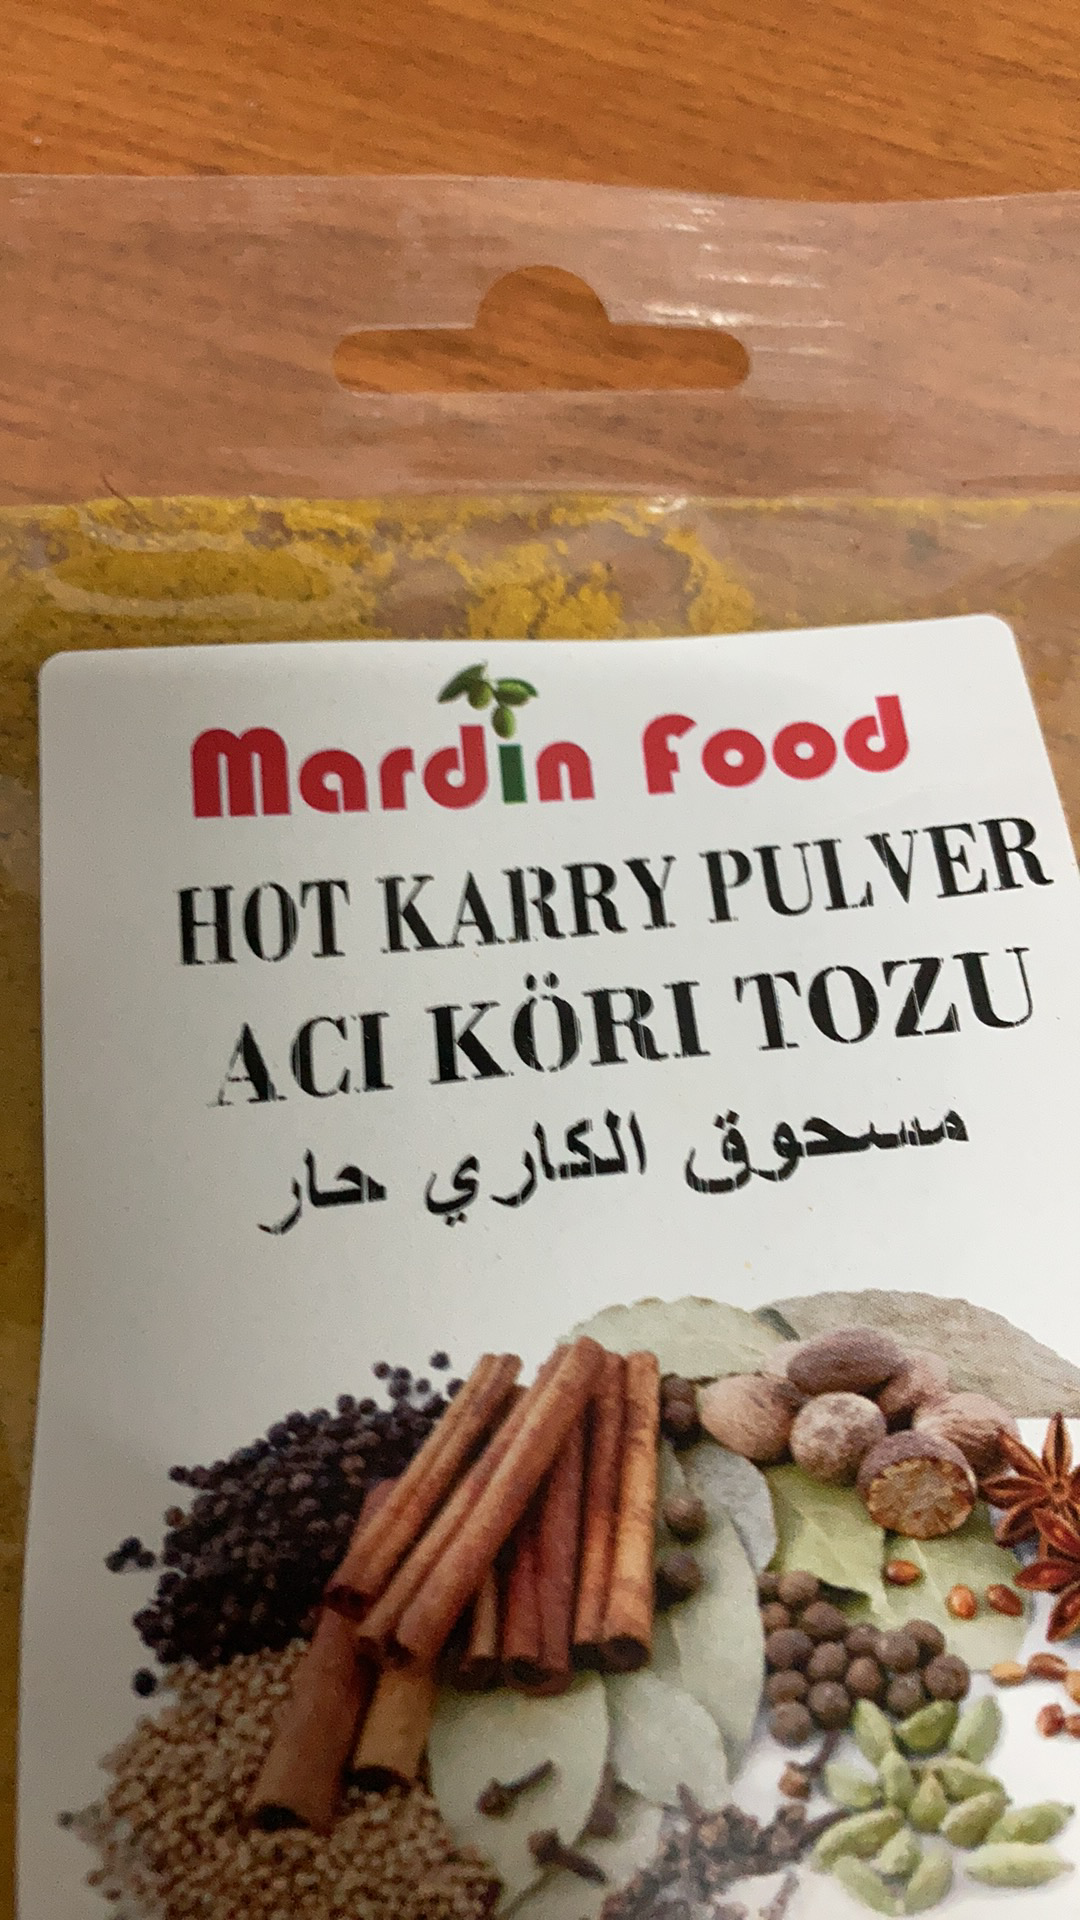 Mardin Food
HOT KARRY PULVER
ACI KÖRI TOZU
مسحوق الكاري حار